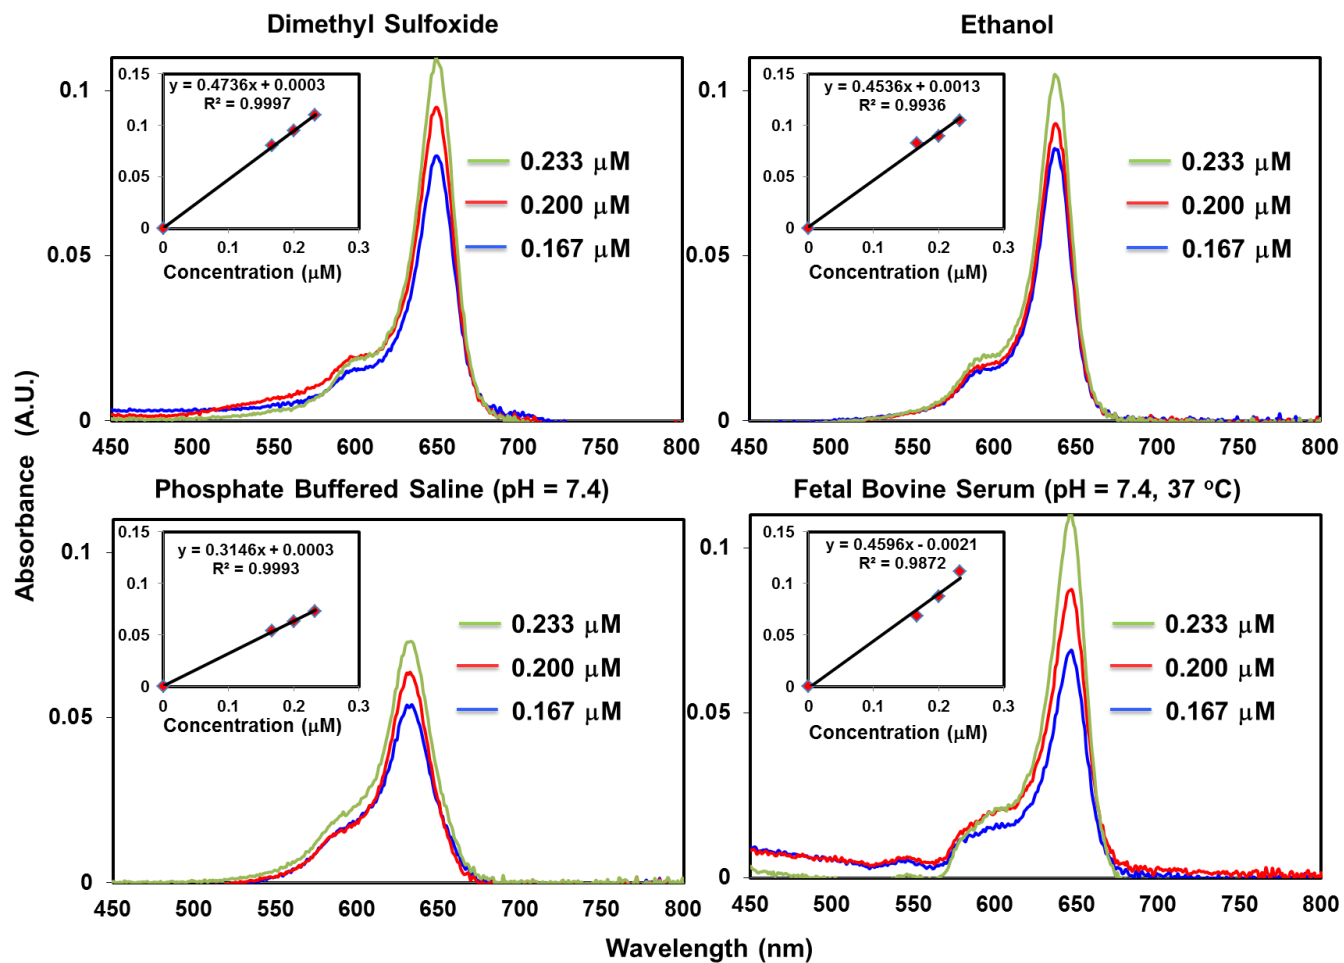 Dimethyl Sulfoxide
0.1
0.05
0
0.15
0.1
0.05
0
y = 0.4736x + 0.0003
R² = 0.9997
0 0.1 0.2 0.3
Concentration (μM)
0.233 μM
0.200 μM
0.167 μM
450 500 550 600 650 700 750 800
Ethanol
0.1
0.05
0
0.15
0.1
0.05
0
y = 0.4536x + 0.0013
R² = 0.9936
0 0.1 0.2 0.3
Concentration (μM)
0.233 μM
0.200 μM
0.167 μM
450 500 550 600 650 700 750 800
Absorbance (A.U.)
Phosphate Buffered Saline (pH = 7.4)
0.1
0.05
0
0.15
0.1
0.05
0
y = 0.3146x + 0.0003
R² = 0.9993
0 0.1 0.2 0.3
Concentration (μM)
0.233 μM
0.200 μM
0.167 μM
450 500 550 600 650 700 750 800
Fetal Bovine Serum (pH = 7.4, 37 ºC)
0.1
0.05
0
0.15
0.1
0.05
0
y = 0.4596x - 0.0021
R² = 0.9872
0 0.1 0.2 0.3
Concentration (μM)
0.233 μM
0.200 μM
0.167 μM
450 500 550 600 650 700 750 800
Wavelength (nm)